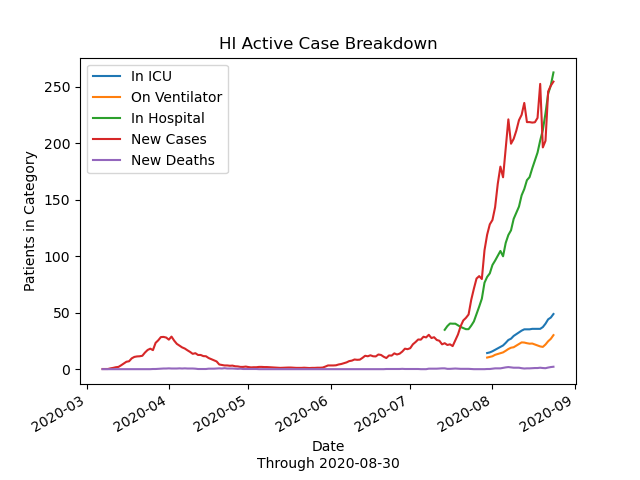 HI Active Case Breakdown
In ICU
On Ventilator
In Hospital
New Cases
New Deaths
Patients in Category
250
200
150
100
50
0
2020-03
2020-04
2020-05
2020-06
2020-07
2020-08
2020-09
Date
Through 2020-08-30